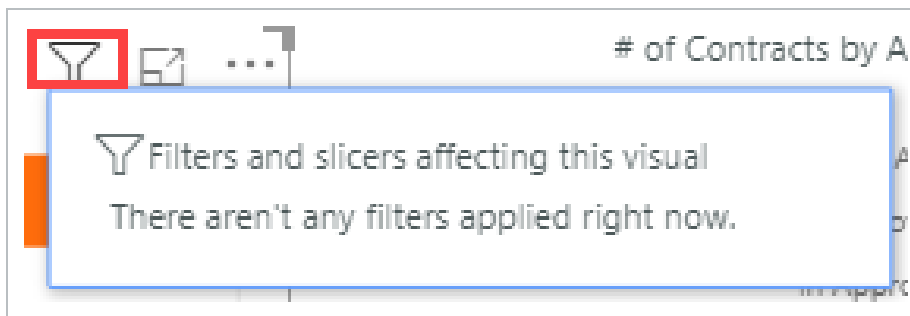 # of Contracts by A
Filters and slicers affecting this visual
There aren't any filters applied right now.